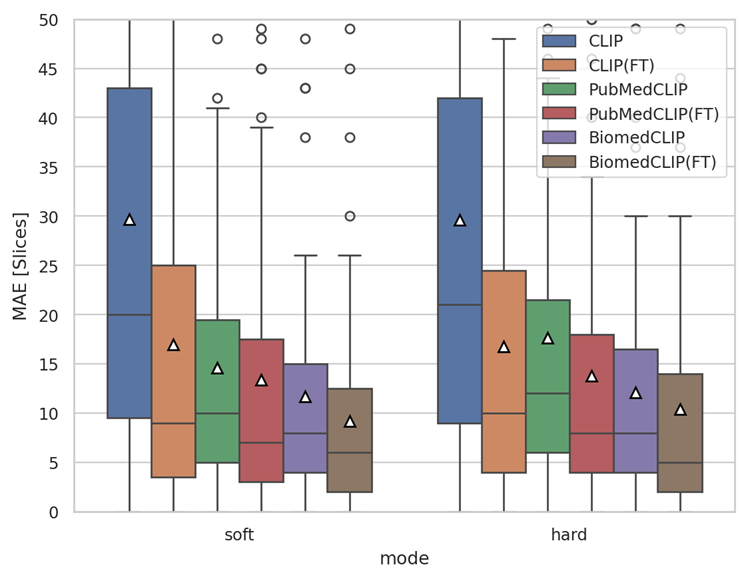 50
45
40
35
30
25
20
15
10
5
0
MAE [Slices]
CLIP
CLIP(FT)
PubMedCLIP
PubMedCLIP(FT)
BiomedCLIP
BiomedCLIP(FT)
soft
hard
mode